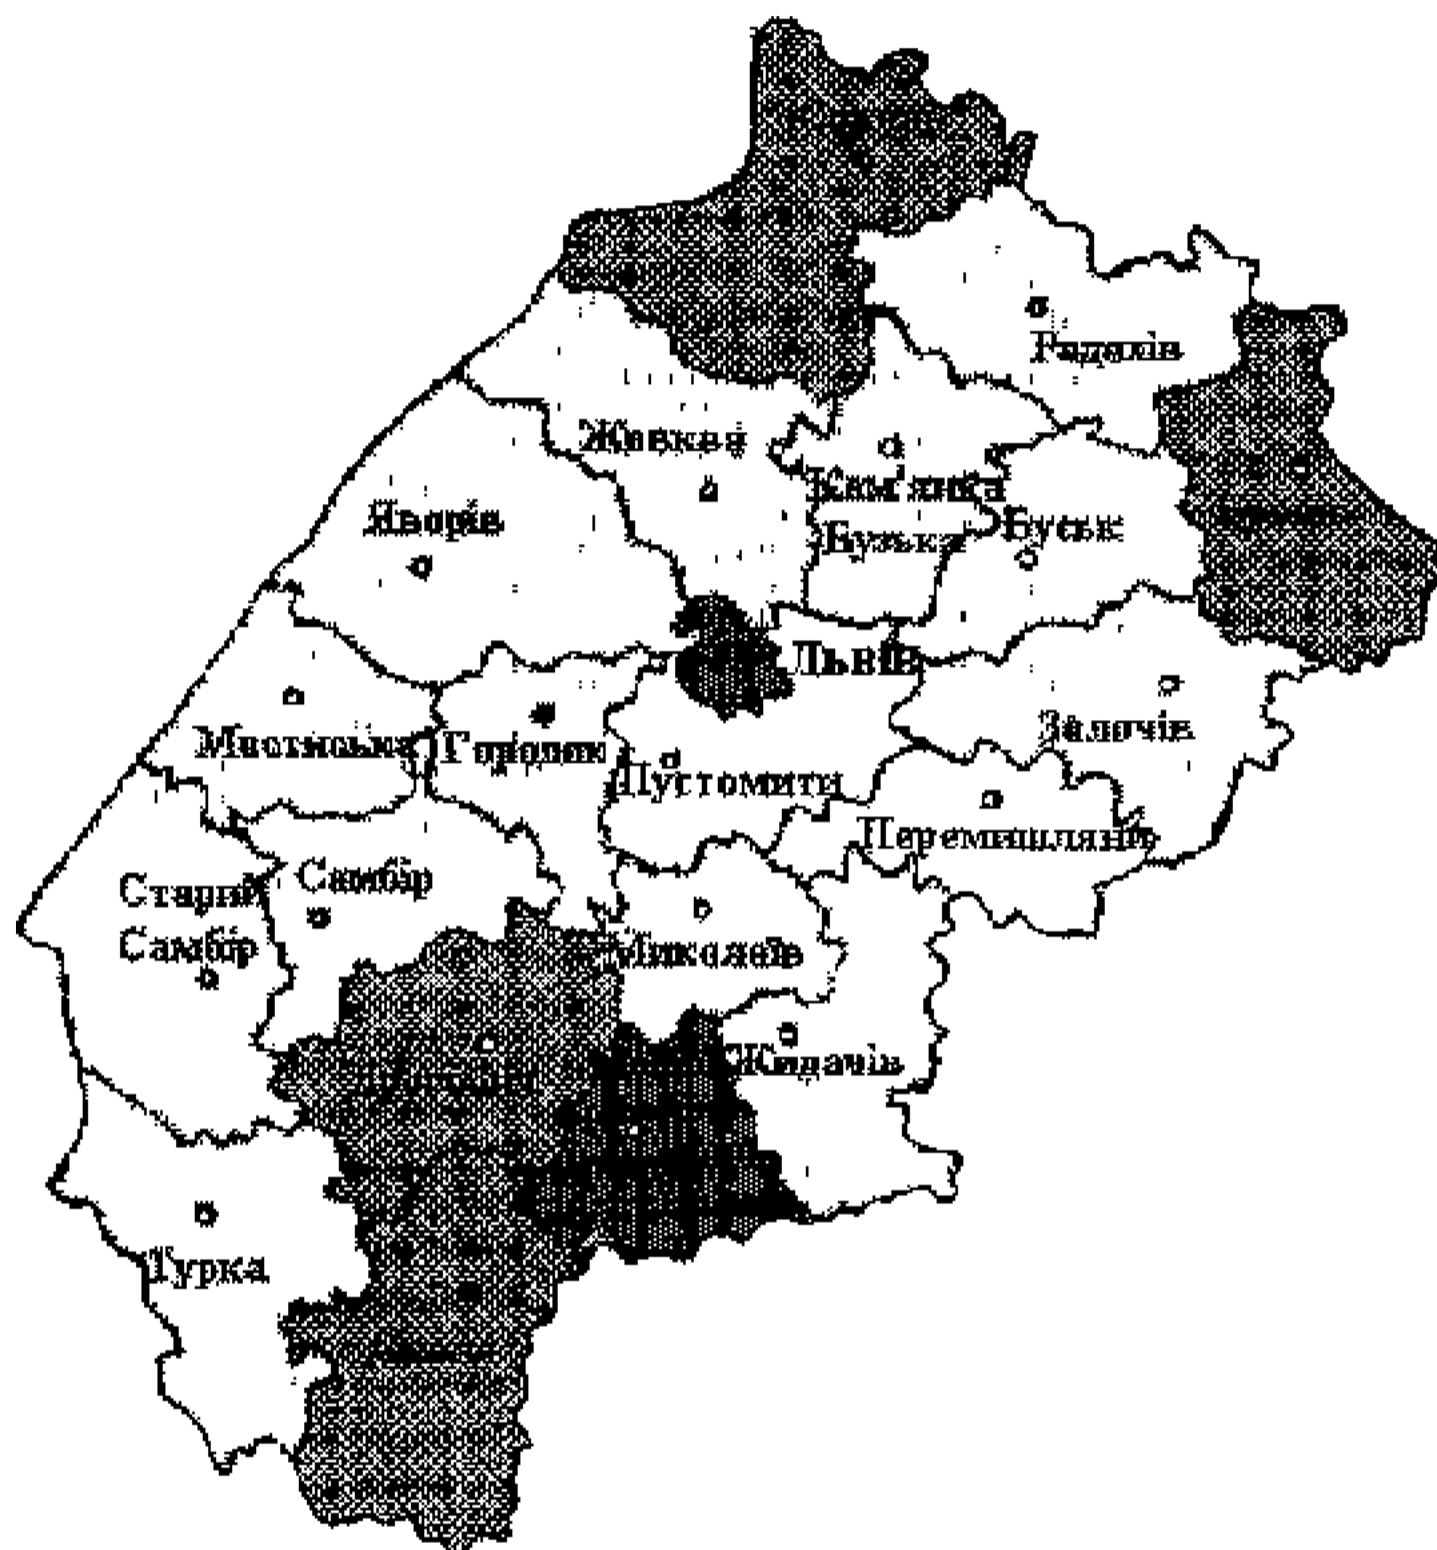 Радехів
Жовква
Кам'янка
Бузька
Буськ
Яворів
Львів
Мостиська
Городок
Пустомити
Золочів
Перемишляни
Старий
Самбір
Самбір
Миколаїв
Жидачів
Турка